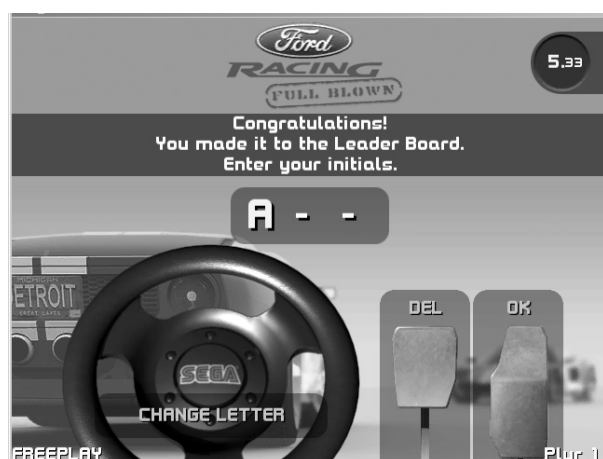 Ford
RACING
FULL BLOWN
5.33
Congratulations!
You made it to the Leader Board.
Enter your initials.
A - -
MICHIGAN
ETROIT
GREAT LAKES
DEL
OK
SEGA
CHANGE LETTER
FREEPLAY
Plyr 1